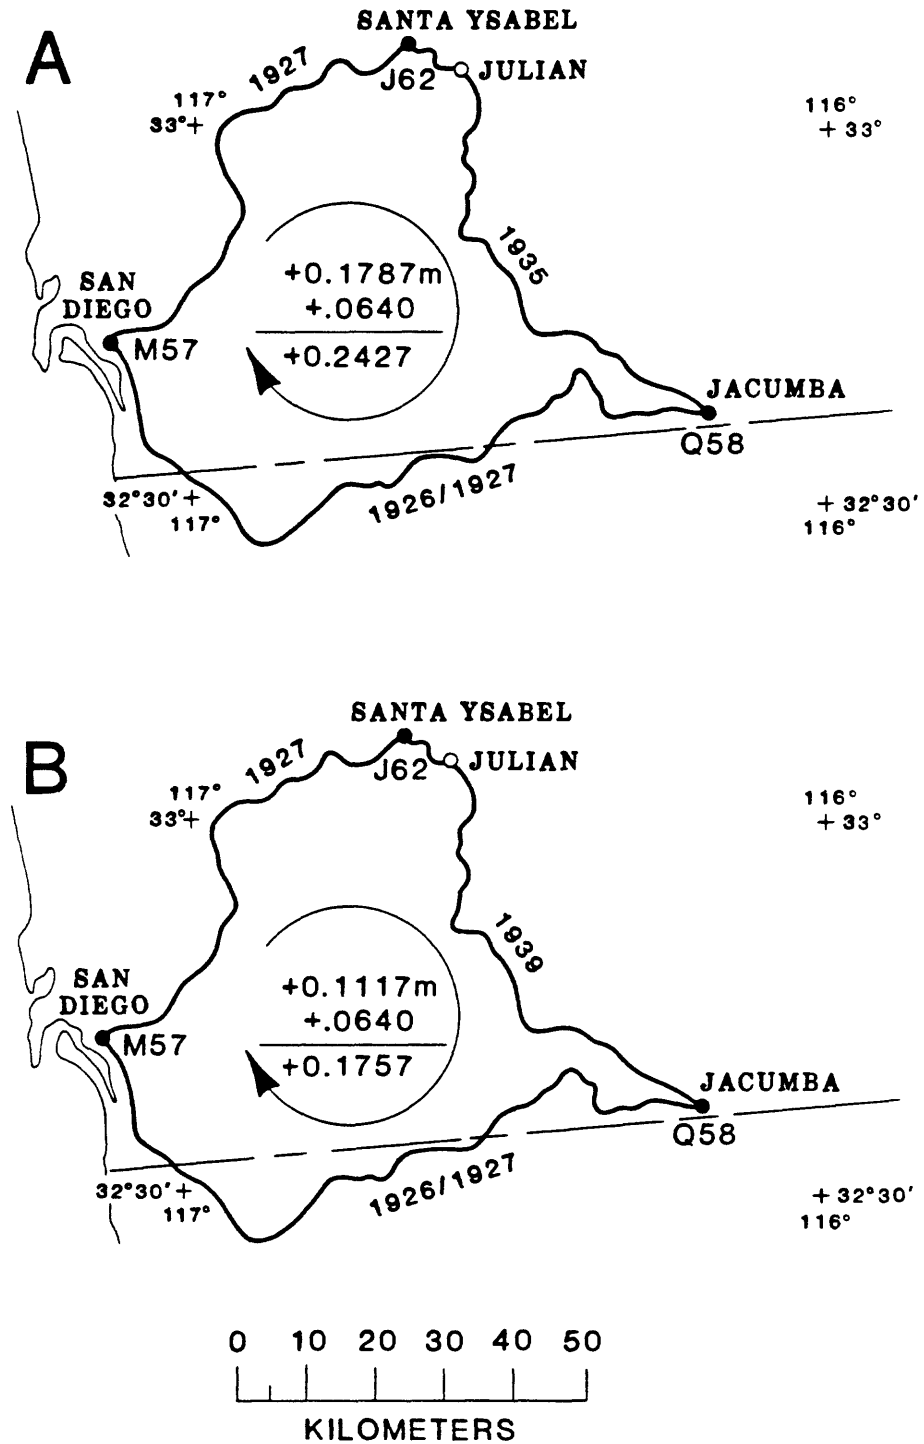 A
SANTA YSABEL
J62
JULIAN
1927
117°
33°+
116°
+ 33°
1935
SAN
DIEGO
M57
+0.1787m
+.0640
+0.2427
JACUMBA
Q58
1926/1927
32°30′+
117°
+ 32°30′
116°
B
SANTA YSABEL
J62
JULIAN
1927
117°
33°+
116°
+ 33°
1939
SAN
DIEGO
M57
+0.1117m
+.0640
+0.1757
JACUMBA
Q58
1926/1927
32°30′+
117°
+ 32°30′
116°
0 10 20 30 40 50
KILOMETERS